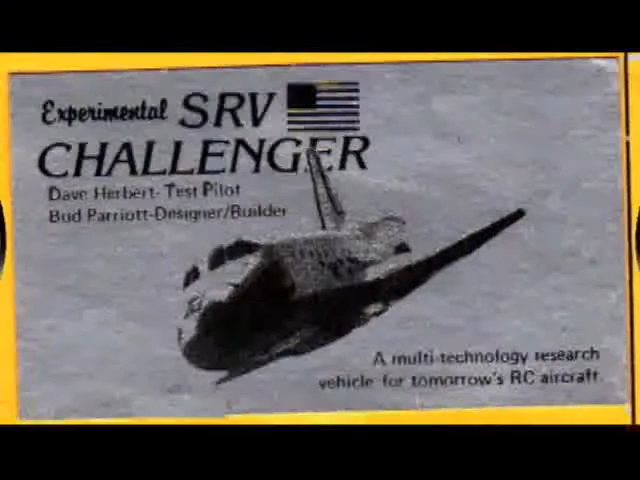 Experimental SRV
CHALLENGER
Dave Herbert-Test Pilot
Bud Parriott-Designer/Builder
A multi-technology research
vehicle for tomorrow's RC aircraft